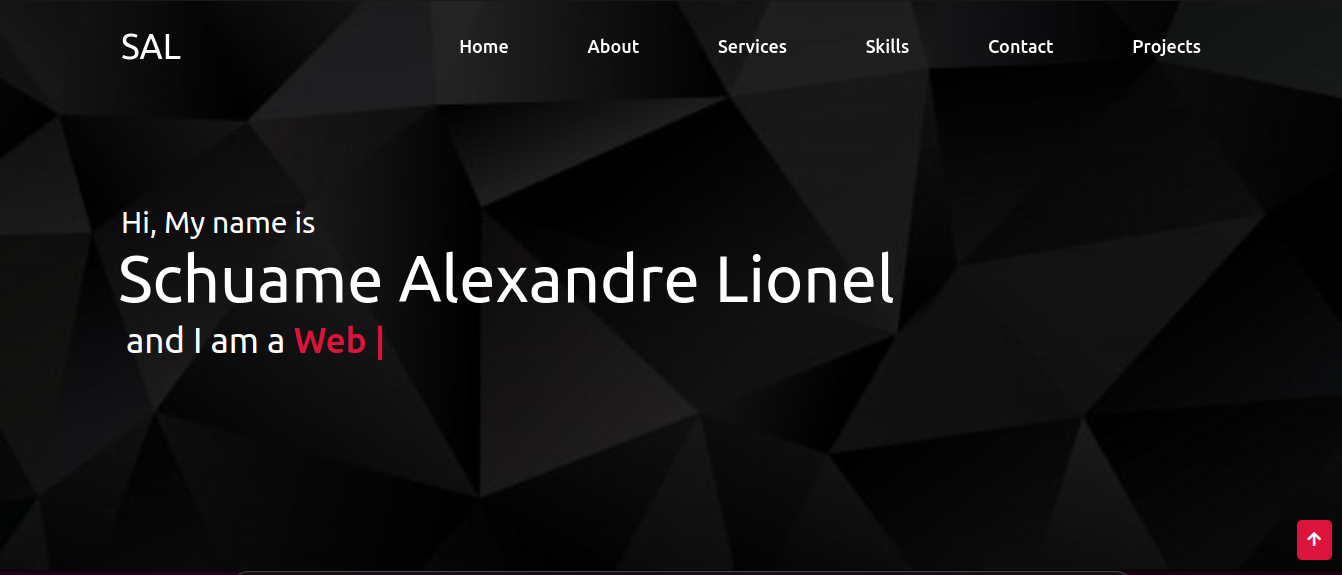 SAL
Home About Services Skills Contact Projects
Hi, My name is
Schuame Alexandre Lionel
and I am a Web |